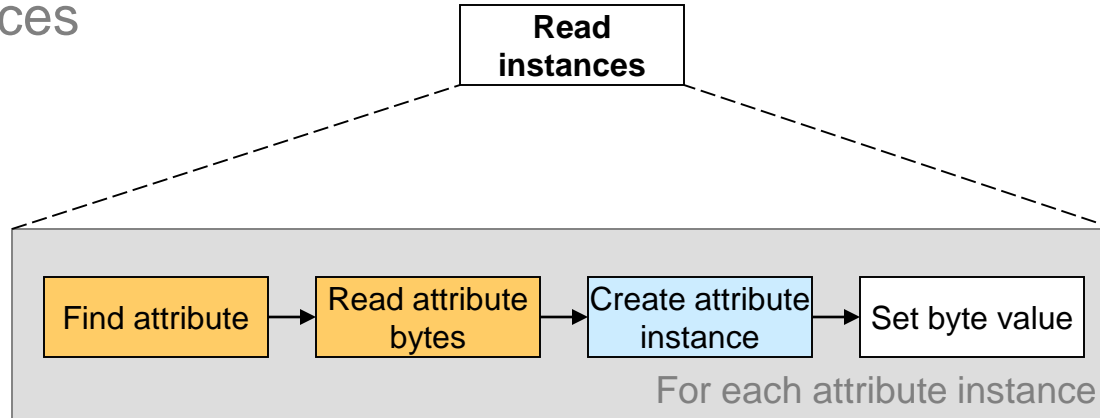 ces
Read
instances
Find attribute
Read attribute
bytes
Create attribute
instance
Set byte value
For each attribute instance